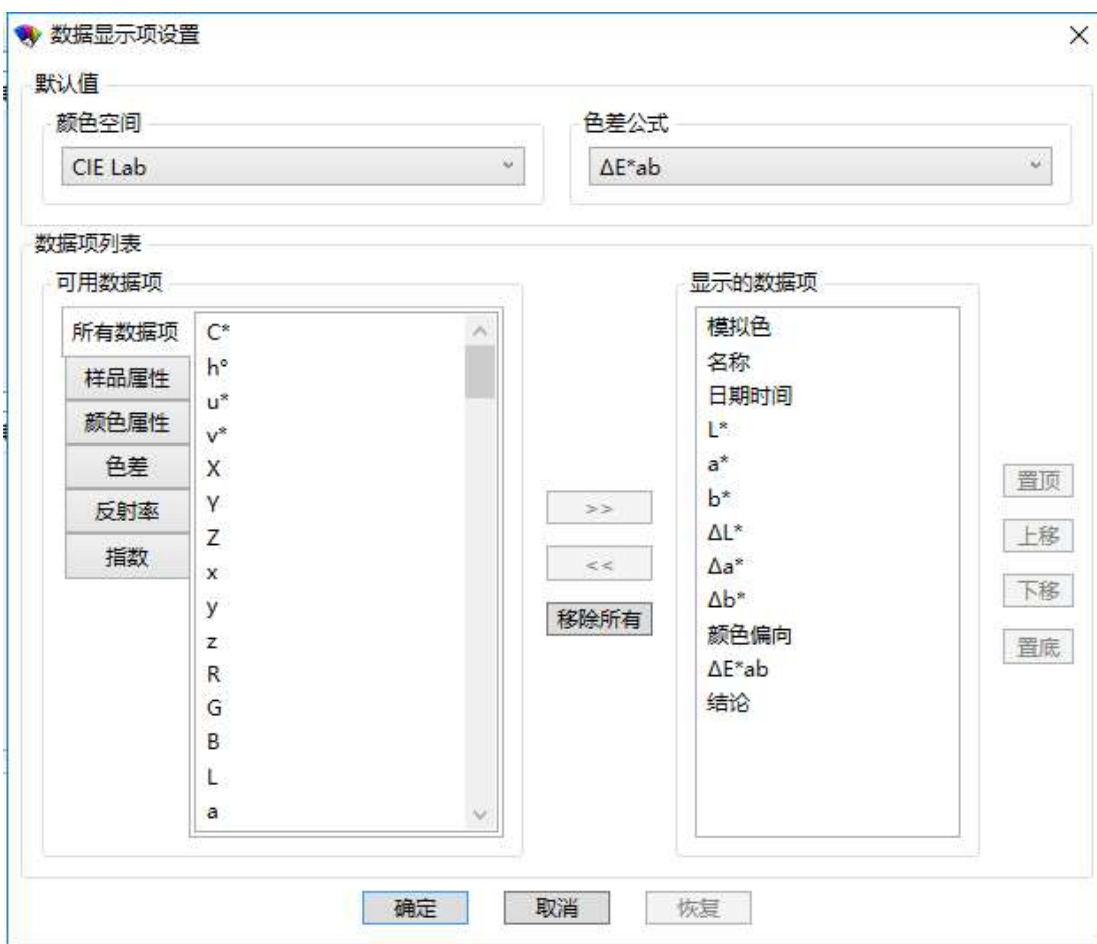 数据显示项设置
默认值
颜色空间
色差公式
CIE Lab
ΔE*ab
数据项列表
可用数据项
所有数据项
样品属性
颜色属性
色差
反射率
指数
C*
h°
u*
v*
X
Y
Z
x
y
z
R
G
B
L
a
>>
<<
移除所有
显示的数据项
模拟色
名称
日期时间
L*
a*
b*
ΔL*
Δa*
Δb*
颜色偏向
ΔE*ab
结论
置顶
上移
下移
置底
确定
取消
恢复